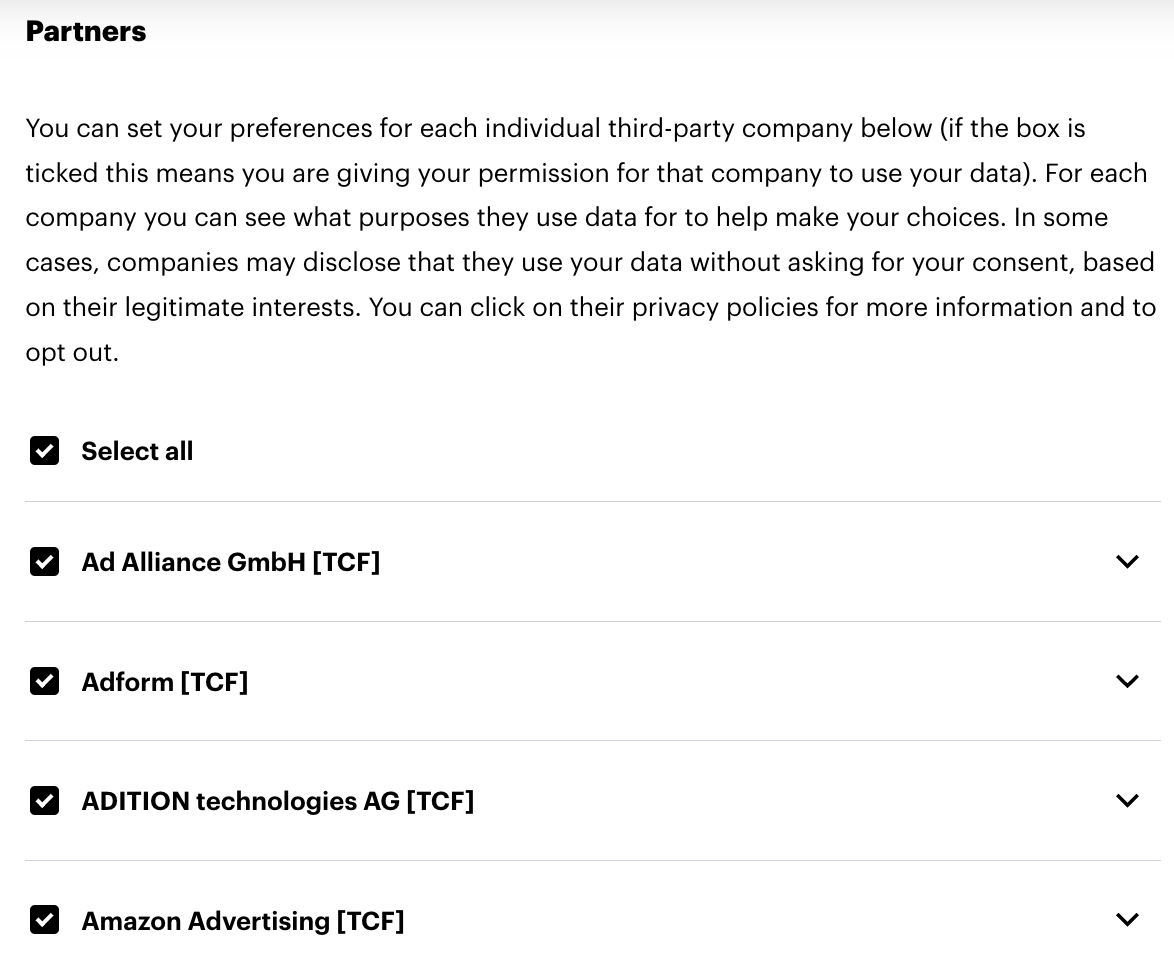 Partners
You can set your preferences for each individual third-party company below (if the box is
ticked this means you are giving your permission for that company to use your data). For each
company you can see what purposes they use data for to help make your choices. In some
cases, companies may disclose that they use your data without asking for your consent, based
on their legitimate interests. You can click on their privacy policies for more information and to
opt out.
Select all
Ad Alliance GmbH [TCF]
Adform [TCF]
ADITION technologies AG [TCF]
Amazon Advertising [TCF]